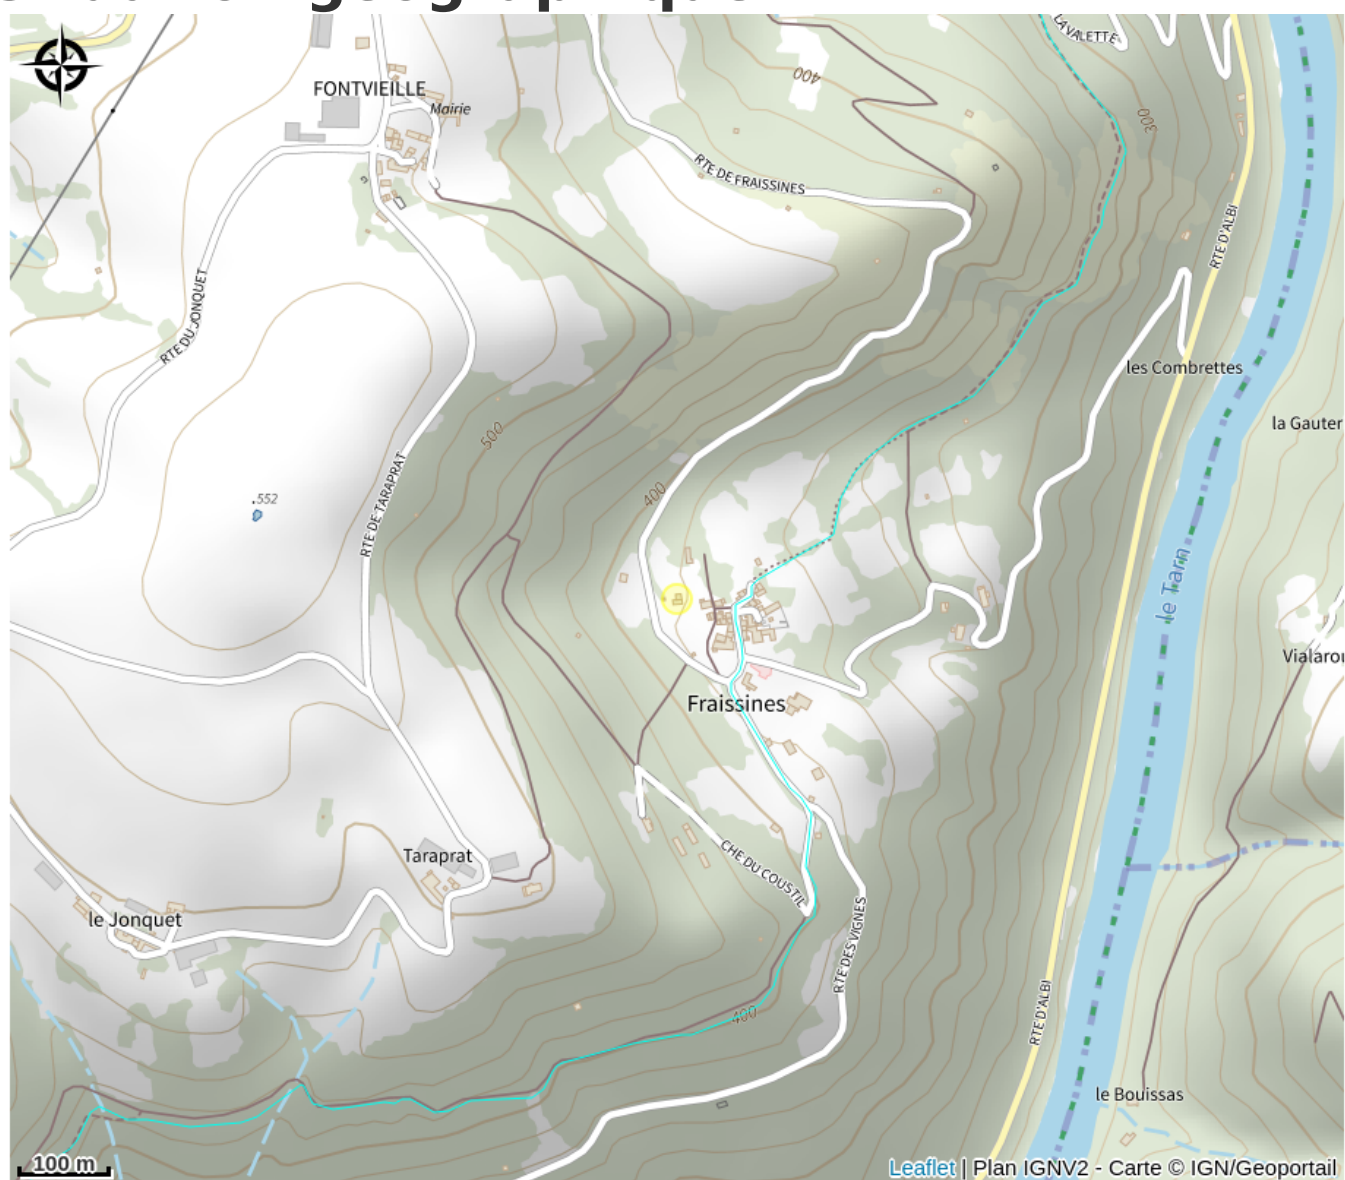 LAVALETTE
400
FONTVIEILLE
Mairie
300
RTE DE FRAISSINES
RTE D'ALBI
RTE DU JONQUET
les Combrettes
la Gauter
500
400
.552
RTE DE TARAPRAT
le Tarn
Vialarou
Fraissines
Taraprat
CHE DU COUSTIL
le Jonquet
RTE DES VIGNES
400
RTE D'ALBI
le Bouissas
100 m
Leaflet | Plan IGNV2 - Carte © IGN/Geoportail